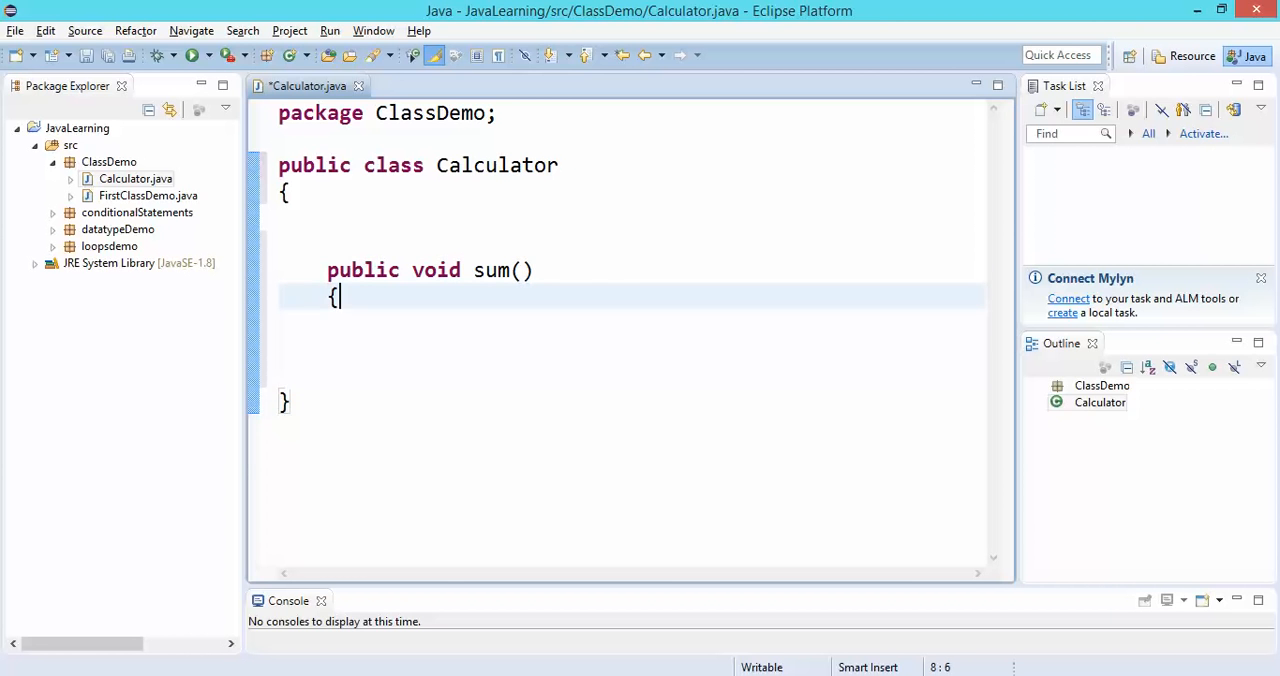 Java - JavaLearning/src/ClassDemo/Calculator.java - Eclipse Platform
File Edit Source Refactor Navigate Search Project Run Window Help
Quick Access
Resource
Java
Package Explorer
JavaLearning
src
ClassDemo
Calculator.java
FirstClassDemo.java
conditionalStatements
datatypeDemo
loopsdemo
JRE System Library [JavaSE-1.8]
*Calculator.java
package ClassDemo;
public class Calculator
{
public void sum()
{
}
Task List
Find
All
Activate...
Connect Mylyn
Connect to your task and ALM tools or
create a local task.
Outline
ClassDemo
Calculator
Console
No consoles to display at this time.
Writable Smart Insert 8 : 6